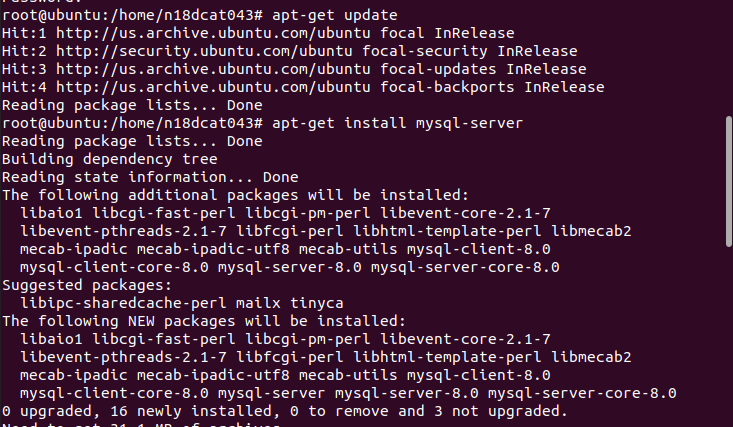 root@ubuntu:/home/n18dcat043# apt-get update
Hit:1 http://us.archive.ubuntu.com/ubuntu focal InRelease
Hit:2 http://security.ubuntu.com/ubuntu focal-security InRelease
Hit:3 http://us.archive.ubuntu.com/ubuntu focal-updates InRelease
Hit:4 http://us.archive.ubuntu.com/ubuntu focal-backports InRelease
Reading package lists... Done
root@ubuntu:/home/n18dcat043# apt-get install mysql-server
Reading package lists... Done
Building dependency tree
Reading state information... Done
The following additional packages will be installed:
  libaio1 libcgi-fast-perl libcgi-pm-perl libevent-core-2.1-7
  libevent-pthreads-2.1-7 libfcgi-perl libhtml-template-perl libmecab2
  mecab-ipadic mecab-ipadic-utf8 mecab-utils mysql-client-8.0
  mysql-client-core-8.0 mysql-server-8.0 mysql-server-core-8.0
Suggested packages:
  libipc-sharedcache-perl mailx tinyca
The following NEW packages will be installed:
  libaio1 libcgi-fast-perl libcgi-pm-perl libevent-core-2.1-7
  libevent-pthreads-2.1-7 libfcgi-perl libhtml-template-perl libmecab2
  mecab-ipadic mecab-ipadic-utf8 mecab-utils mysql-client-8.0
  mysql-client-core-8.0 mysql-server mysql-server-8.0 mysql-server-core-8.0
0 upgraded, 16 newly installed, 0 to remove and 3 not upgraded.